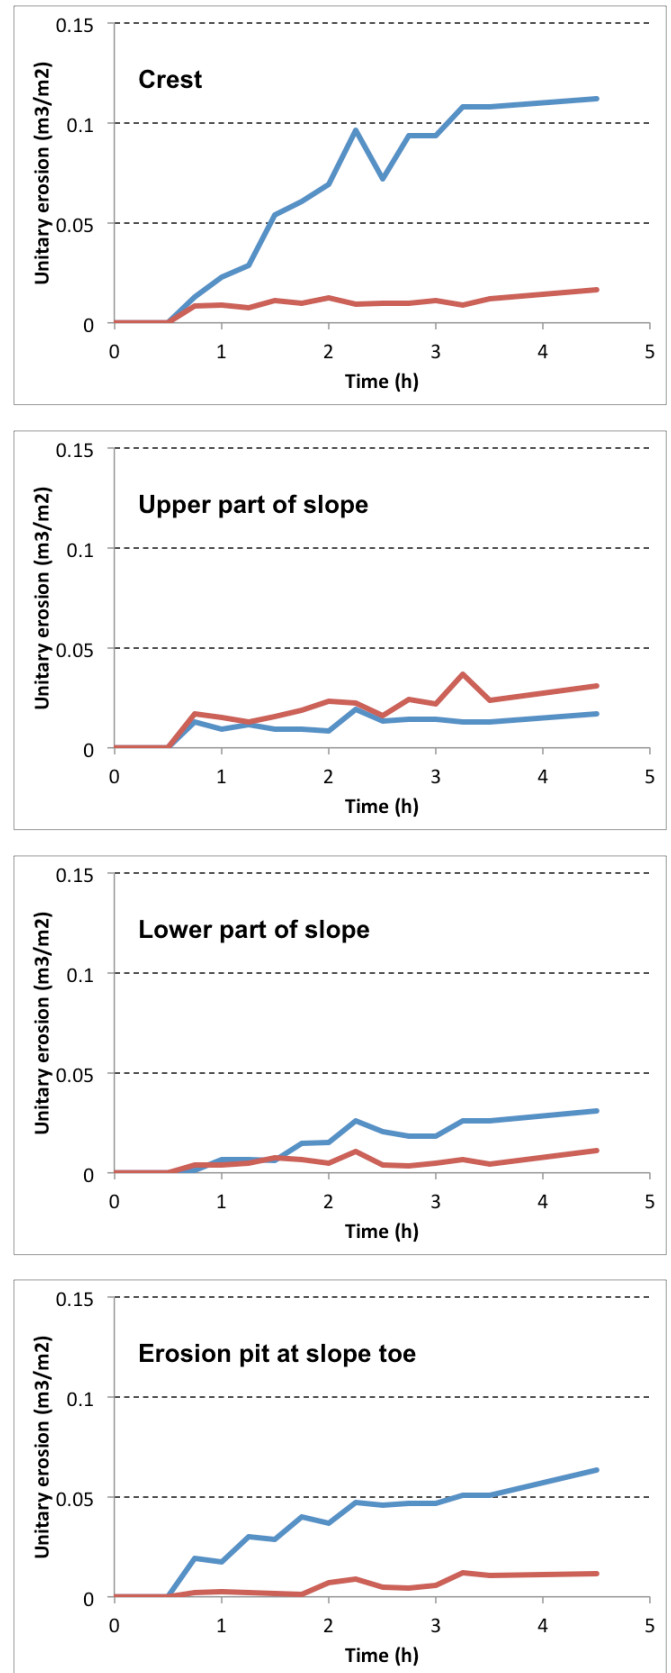 0.15
Crest
0.1
0.05
0
Unitary erosion (m3/m2)
0 1 2 3 4 5
Time (h)
0.15
Upper part of slope
0.1
0.05
0
Unitary erosion (m3/m2)
0 1 2 3 4 5
Time (h)
0.15
Lower part of slope
0.1
0.05
0
Unitary erosion (m3/m2)
0 1 2 3 4 5
Time (h)
0.15
Erosion pit at slope toe
0.1
0.05
0
Unitary erosion (m3/m2)
0 1 2 3 4 5
Time (h)